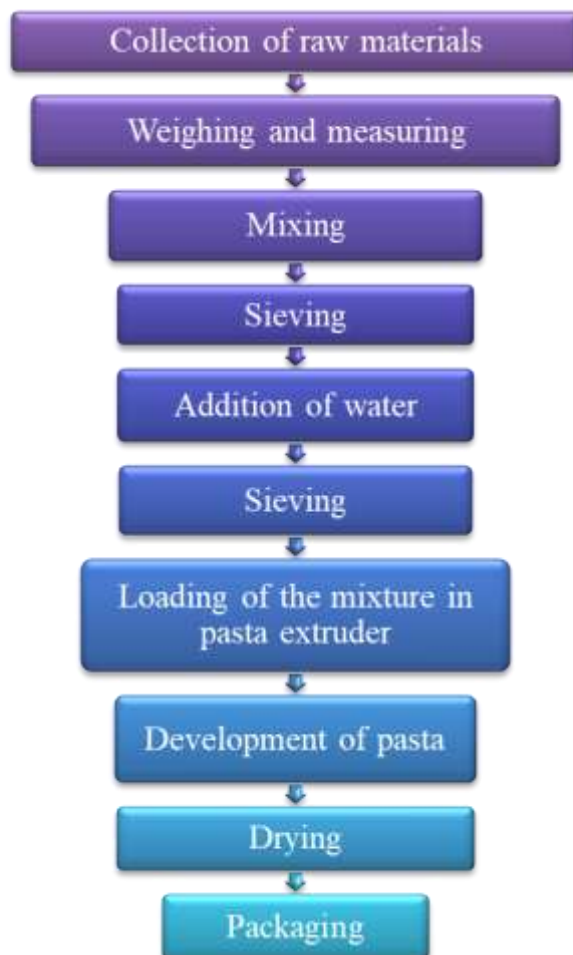 Collection of raw materials
Weighing and measuring
Mixing
Sieving
Addition of water
Sieving
Loading of the mixture in
pasta extruder
Development of pasta
Drying
Packaging